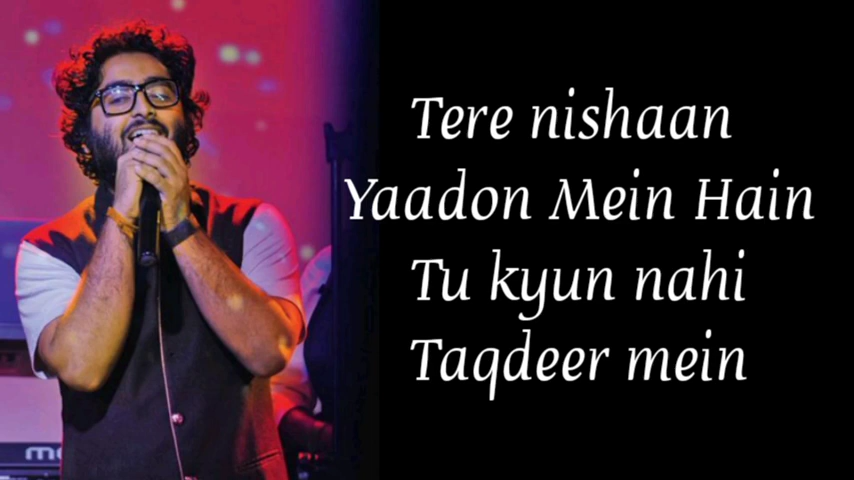 Tere nishaan
Yaadon Mein Hain
Tu kyun nahi
Taqdeer mein